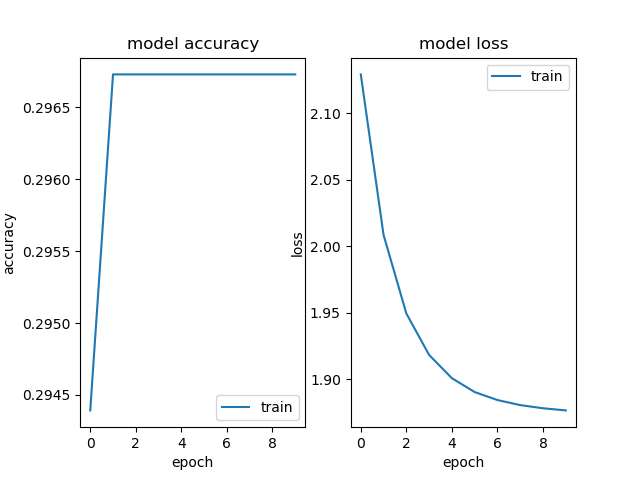 model accuracy
0.2965
0.2960
0.2955
0.2950
0.2945
accuracy
train
0 2 4 6 8
epoch
model loss
train
2.10
2.05
2.00
1.95
1.90
loss
0 2 4 6 8
epoch